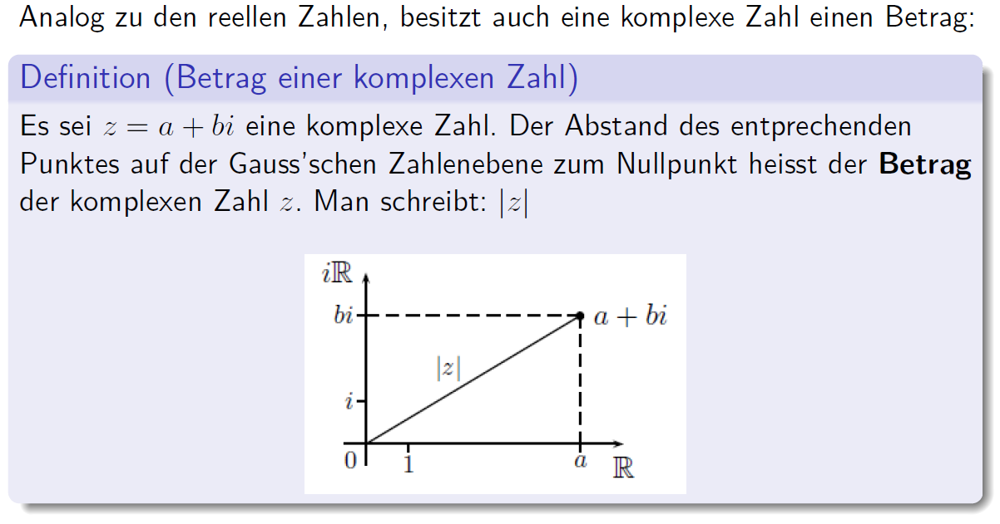 Analog zu den reellen Zahlen, besitzt auch eine komplexe Zahl einen Betrag:
Definition (Betrag einer komplexen Zahl)
Es sei z = a + bi eine komplexe Zahl. Der Abstand des entprechenden
Punktes auf der Gauss'schen Zahlenebene zum Nullpunkt heisst der Betrag
der komplexen Zahl z. Man schreibt: |z|
iℝ
bi
a + bi
|z|
i
0
1
a
ℝ